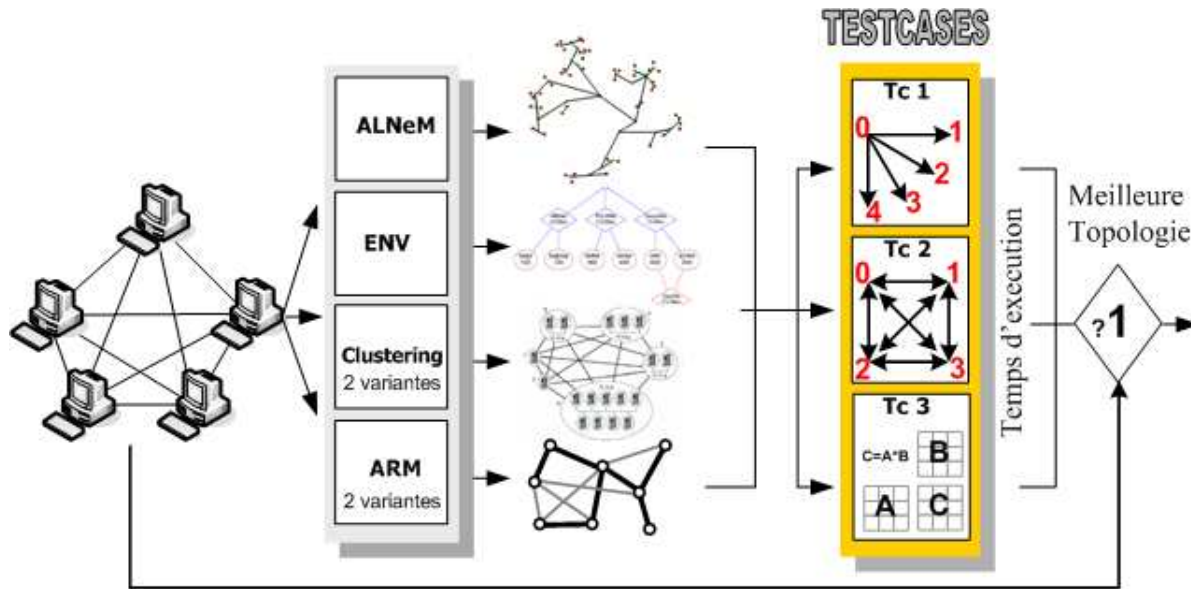 TESTCASES
ALNeM
ENV
Clustering
2 variantes
ARM
2 variantes
Tc 1
0
1
2
3
4
Tc 2
0
1
2
3
Tc 3
C=A*B
B
A
C
Temps d'execution
Meilleure
Topologie
?1